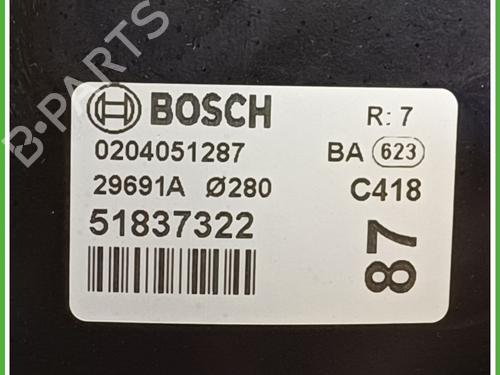 B-PARTS
BOSCH R: 7
0204051287 BA 623
29691A Ø280 C418
51837322
87